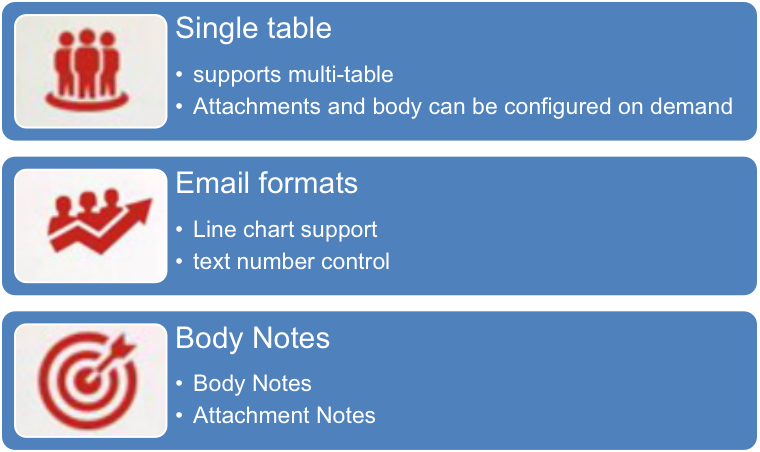 Single table
• supports multi-table
• Attachments and body can be configured on demand
Email formats
• Line chart support
• text number control
Body Notes
• Body Notes
• Attachment Notes